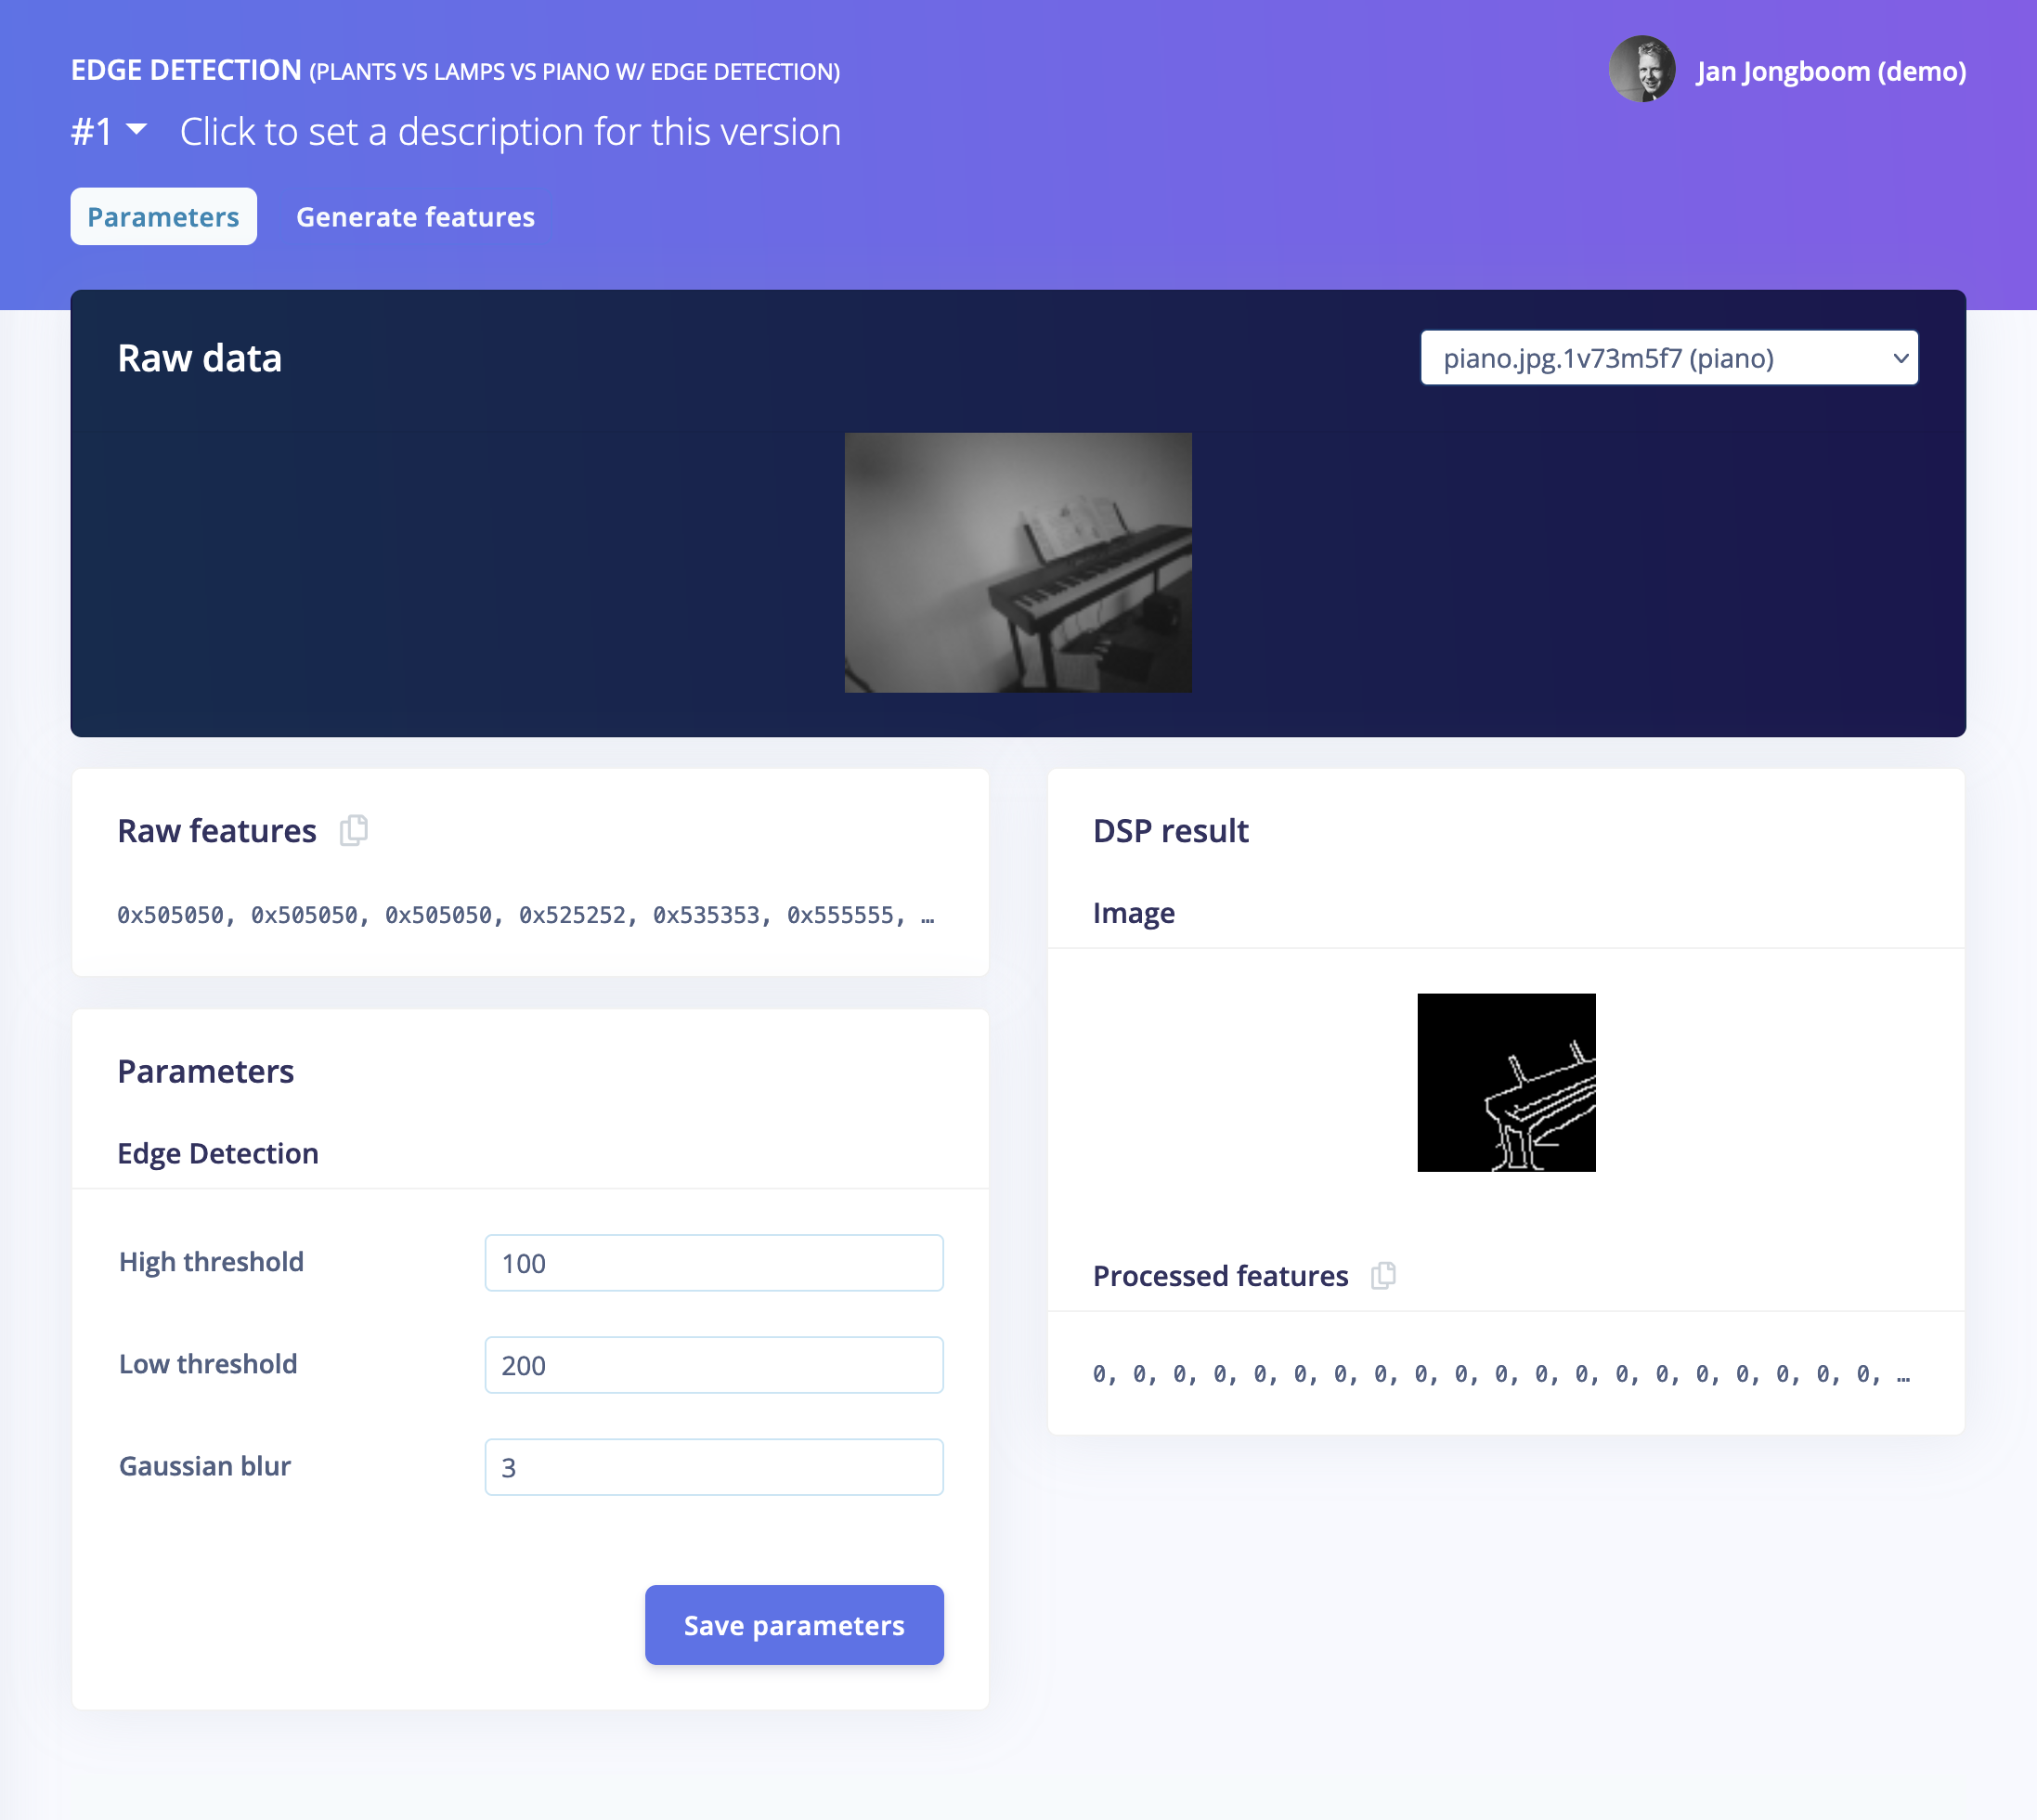 EDGE DETECTION (PLANTS VS LAMPS VS PIANO W/ EDGE DETECTION)
Jan Jongboom (demo)
#1 Click to set a description for this version
Parameters Generate features
Raw data
piano.jpg.1v73m5f7 (piano)
Raw features
0x505050, 0x505050, 0x505050, 0x525252, 0x535353, 0x555555, …
Parameters
Edge Detection
High threshold 100
Low threshold 200
Gaussian blur 3
Save parameters
DSP result
Image
Processed features
0, 0, 0, 0, 0, 0, 0, 0, 0, 0, 0, 0, 0, 0, 0, 0, 0, 0, 0, 0, …